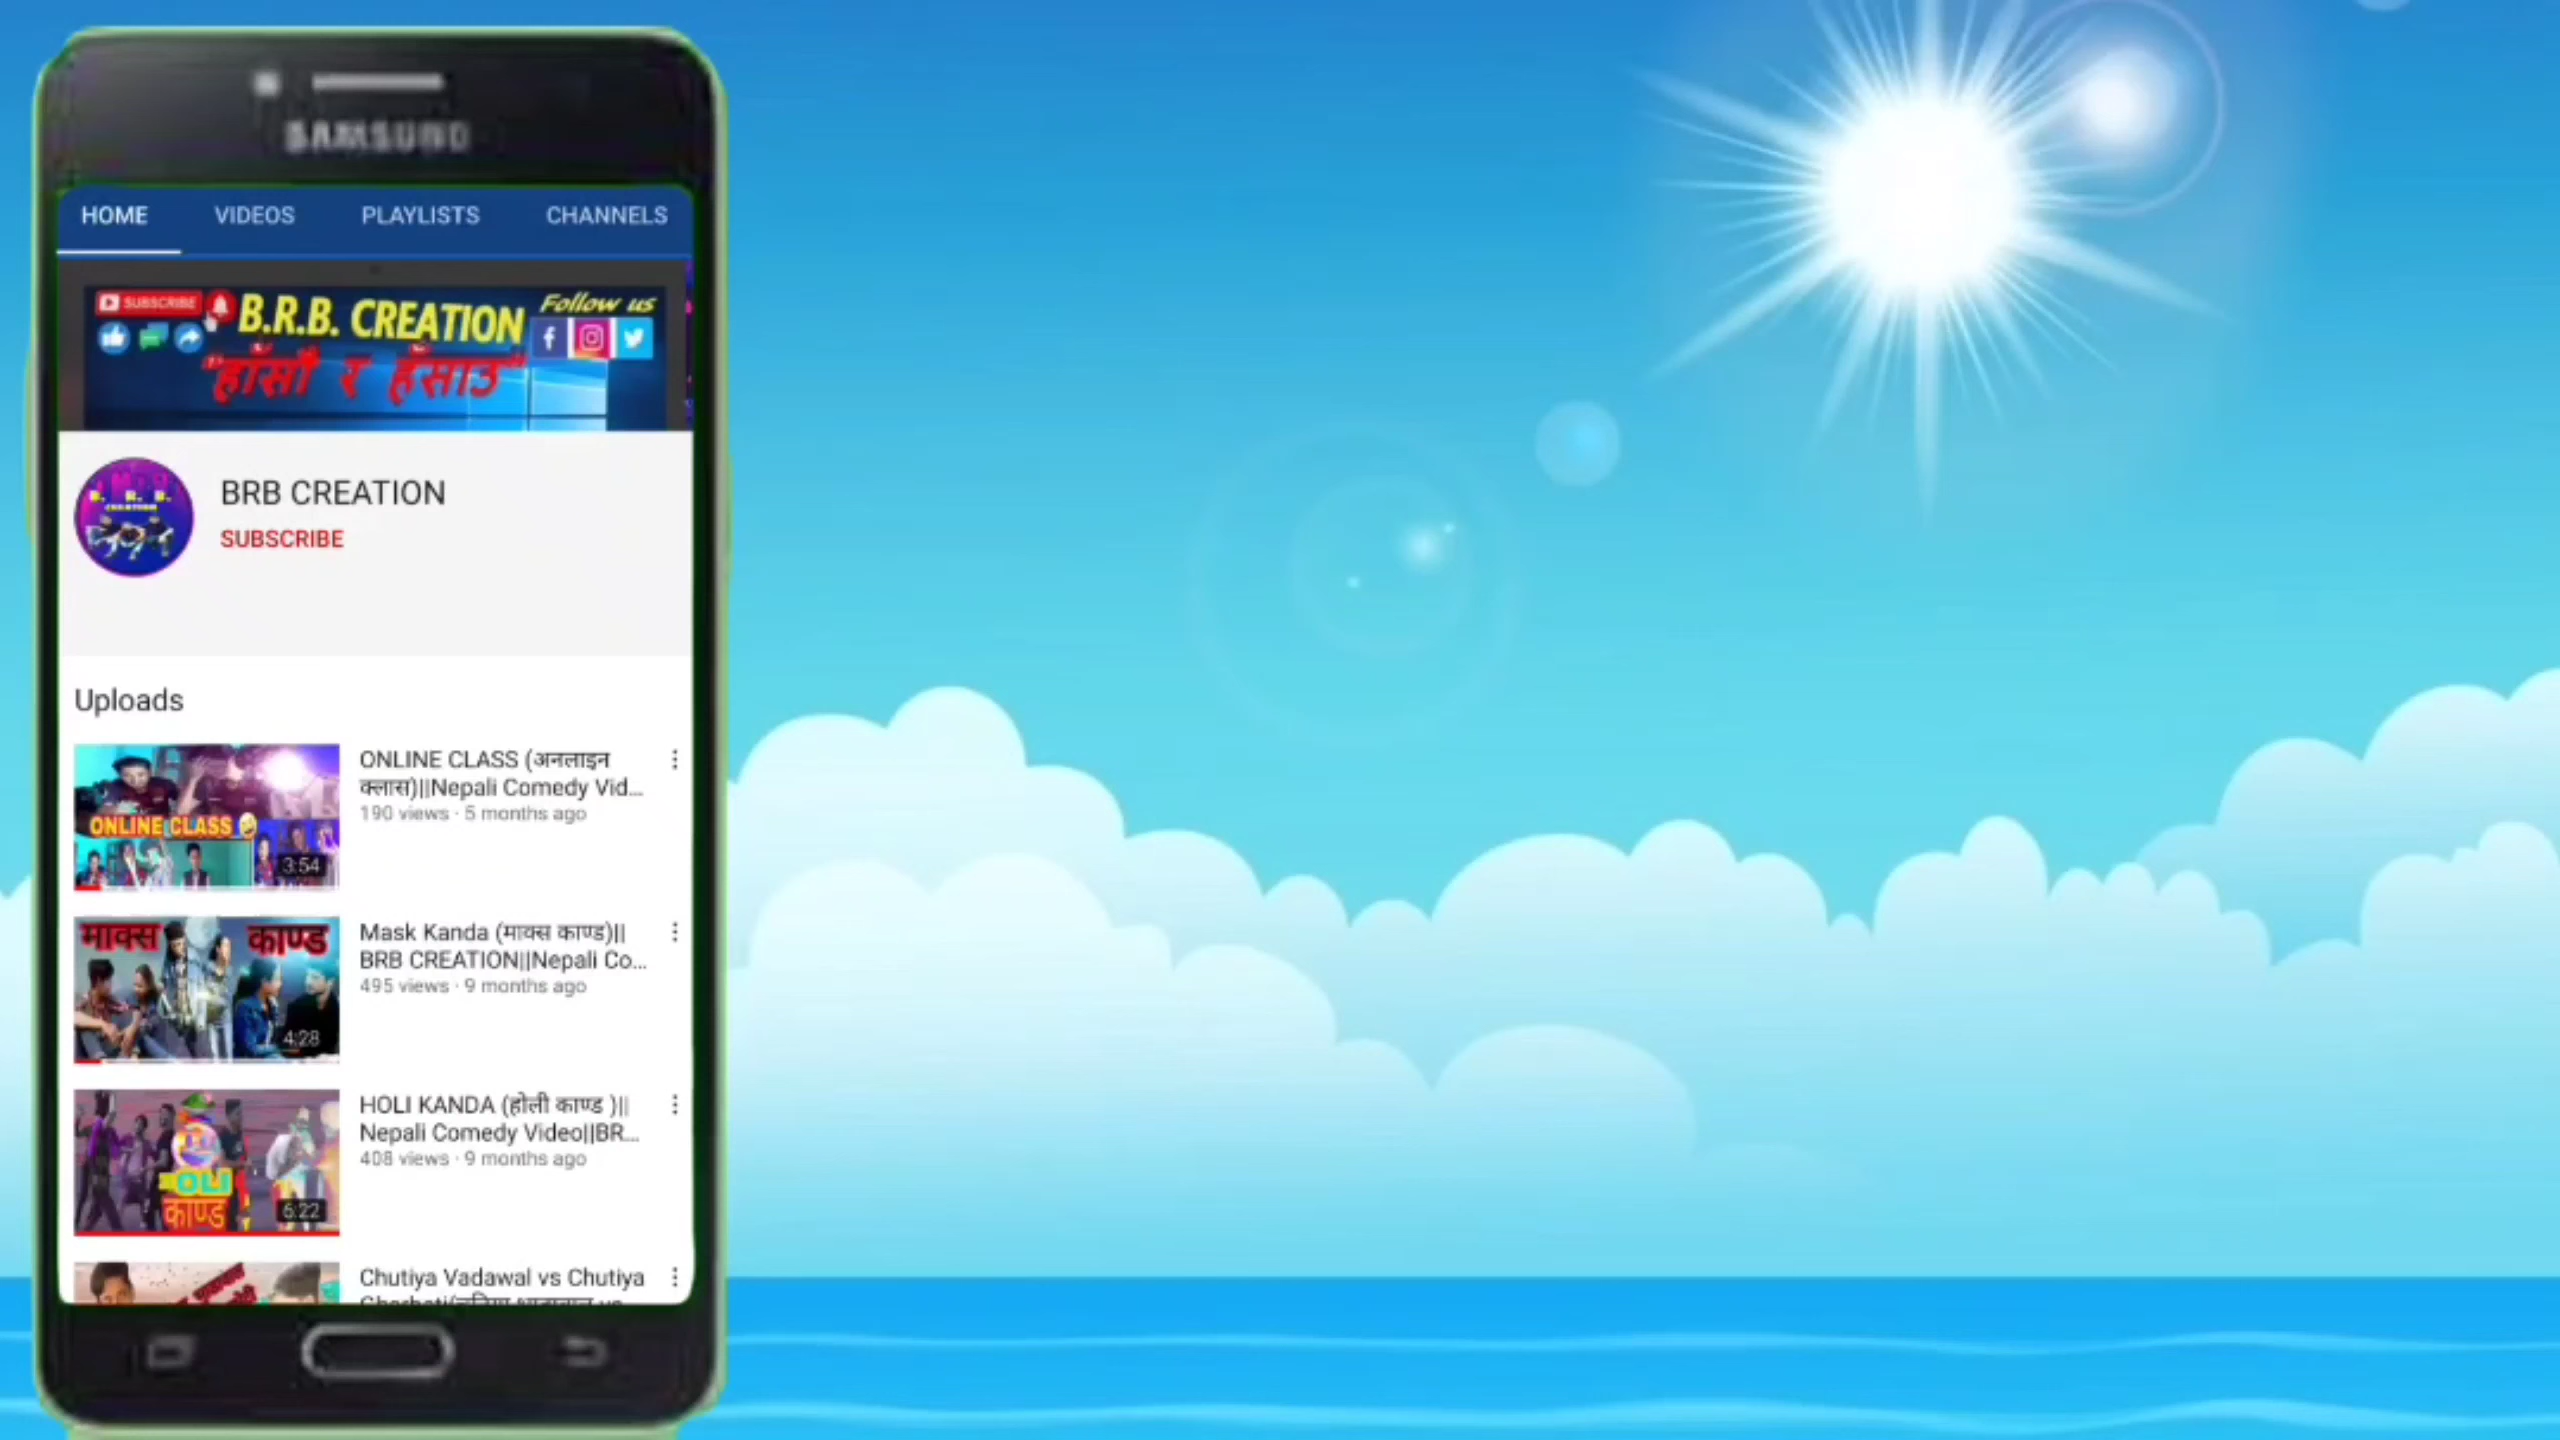 SAMSUNG
HOME VIDEOS PLAYLISTS CHANNELS
SUBSCRIBE
B.R.B. CREATION
Follow us
"हाँसौ र हँसाउ"
B. R. B.
CREATION
BRB CREATION
SUBSCRIBE
Uploads
ONLINE CLASS
3:54
ONLINE CLASS (अनलाइन
क्लास)||Nepali Comedy Vid...
190 views · 5 months ago
माक्स काण्ड
4:28
Mask Kanda (माक्स काण्ड)||
BRB CREATION||Nepali Co...
495 views · 9 months ago
OLI
काण्ड
6:22
HOLI KANDA (होली काण्ड )||
Nepali Comedy Video||BR...
408 views · 9 months ago
Chutiya Vadawal vs Chutiya